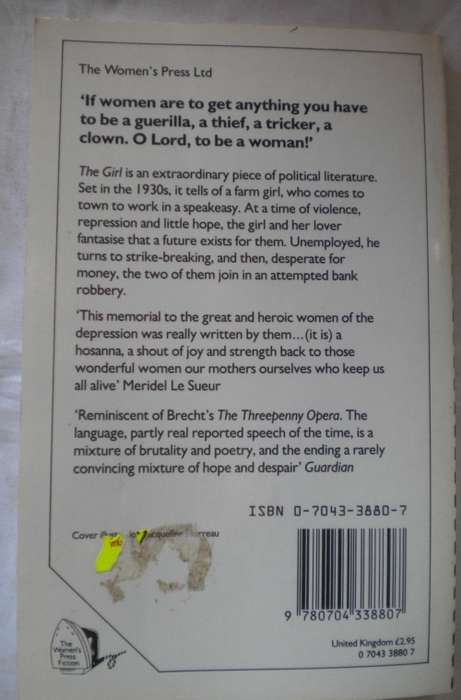 The Women's Press Ltd
'If women are to get anything you have
to be a guerilla, a thief, a tricker, a
clown. O Lord, to be a woman!'
The Girl is an extraordinary piece of political literature.
Set in the 1930s, it tells of a farm girl, who comes to
town to work in a speakeasy. At a time of violence,
repression and little hope, the girl and her lover
fantasise that a future exists for them. Unemployed, he
turns to strike-breaking, and then, desperate for
money, the two of them join in an attempted bank
robbery.
'This memorial to the great and heroic women of the
depression was really written by them...(it is) a
hosanna, a shout of joy and strength back to those
wonderful women our mothers ourselves who keep us
all alive' Meridel Le Sueur
'Reminiscent of Brecht's The Threepenny Opera. The
language, partly real reported speech of the time, is a
mixture of brutality and poetry, and the ending a rarely
convincing mixture of hope and despair' Guardian
ISBN 0-7043-3880-7
Cover
9 780704 338807
United Kingdom £2.95
0 7043 3880 7
The
Women's
Press
Fiction